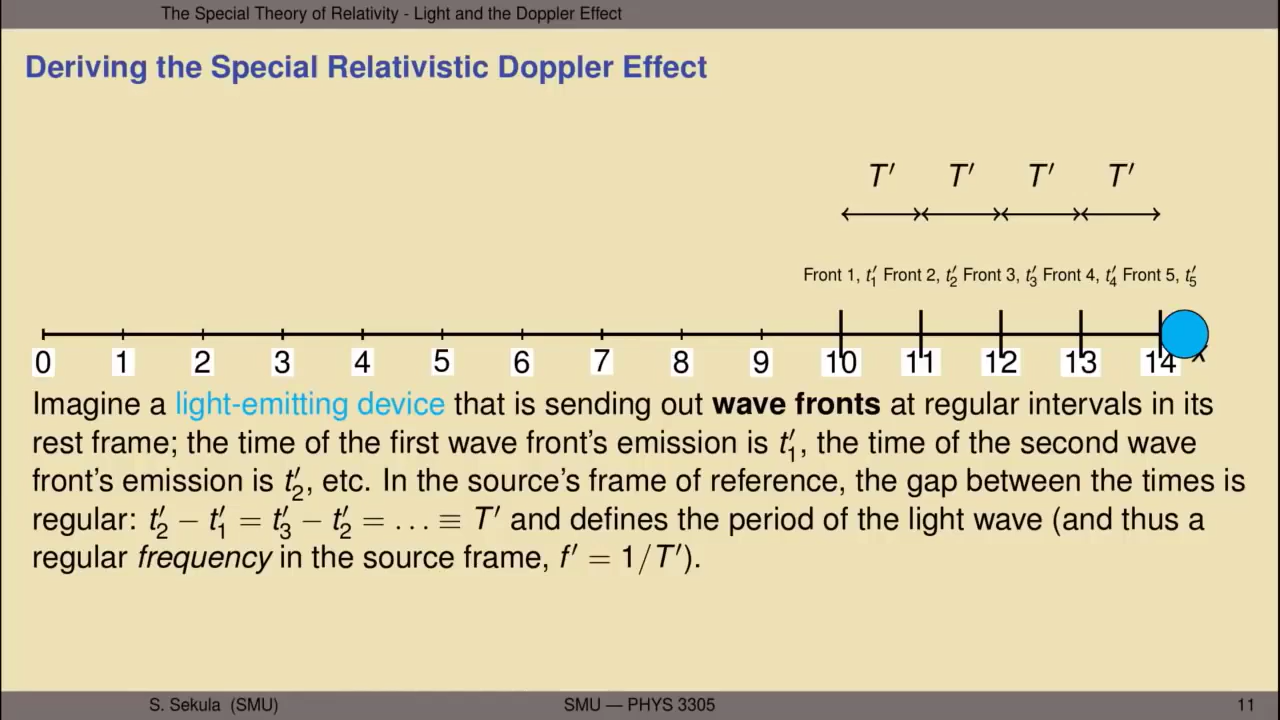 The Special Theory of Relativity - Light and the Doppler Effect
Deriving the Special Relativistic Doppler Effect
T′ T′ T′ T′
Front 1, t′₁ Front 2, t′₂ Front 3, t′₃ Front 4, t′₄ Front 5, t′₅
0 1 2 3 4 5 6 7 8 9 10 11 12 13 14
Imagine a light-emitting device that is sending out wave fronts at regular intervals in its
rest frame; the time of the first wave front's emission is t′₁, the time of the second wave
front's emission is t′₂, etc. In the source's frame of reference, the gap between the times is
regular: t′₂ − t′₁ = t′₃ − t′₂ = … ≡ T′ and defines the period of the light wave (and thus a
regular frequency in the source frame, f′ = 1/T′).
S. Sekula (SMU) SMU — PHYS 3305 11